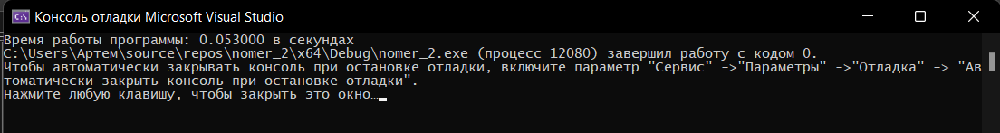 Консоль отладки Microsoft Visual Studio
Время работы программы: 0.053000 в секундах
C:\Users\Артем\source\repos\nomer_2\x64\Debug\nomer_2.exe (процесс 12080) завершил работу с кодом 0.
Чтобы автоматически закрывать консоль при остановке отладки, включите параметр "Сервис" ->"Параметры" ->"Отладка" -> "Ав
томатически закрыть консоль при остановке отладки".
Нажмите любую клавишу, чтобы закрыть это окно…